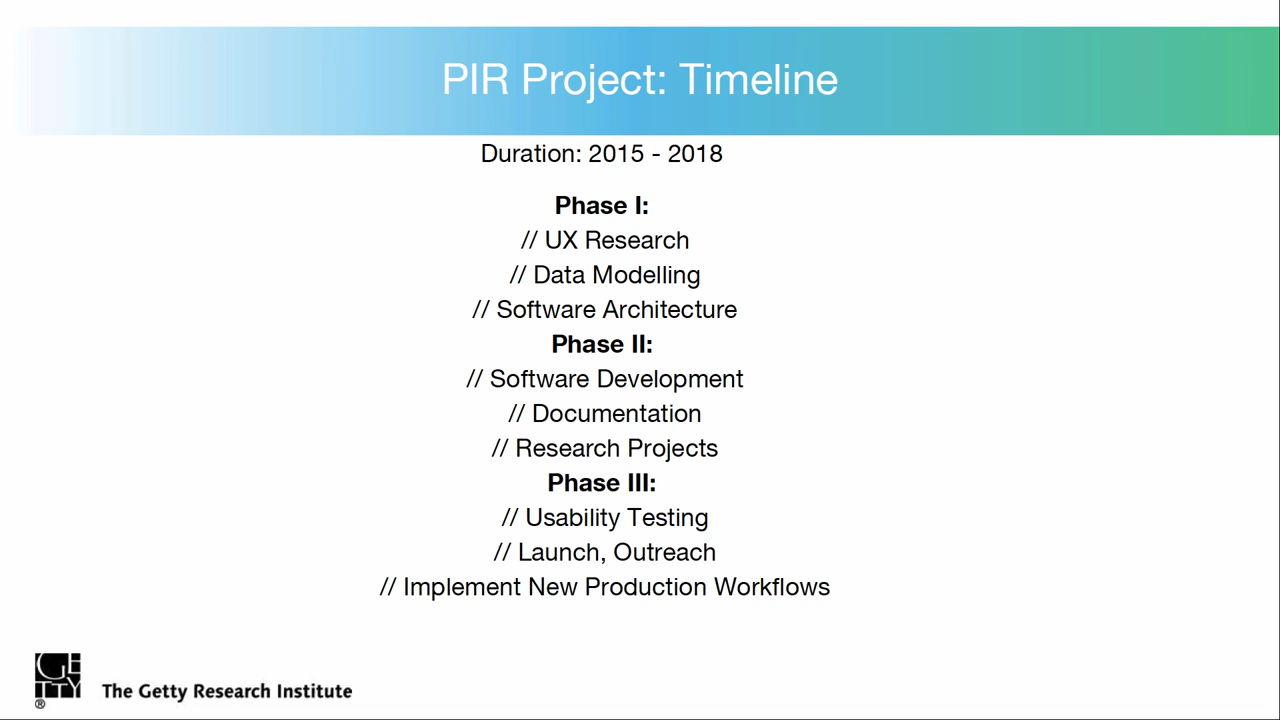 PIR Project: Timeline
Duration: 2015 - 2018
Phase I:
// UX Research
// Data Modelling
// Software Architecture
Phase II:
// Software Development
// Documentation
// Research Projects
Phase III:
// Usability Testing
// Launch, Outreach
// Implement New Production Workflows
GETTY
®
The Getty Research Institute